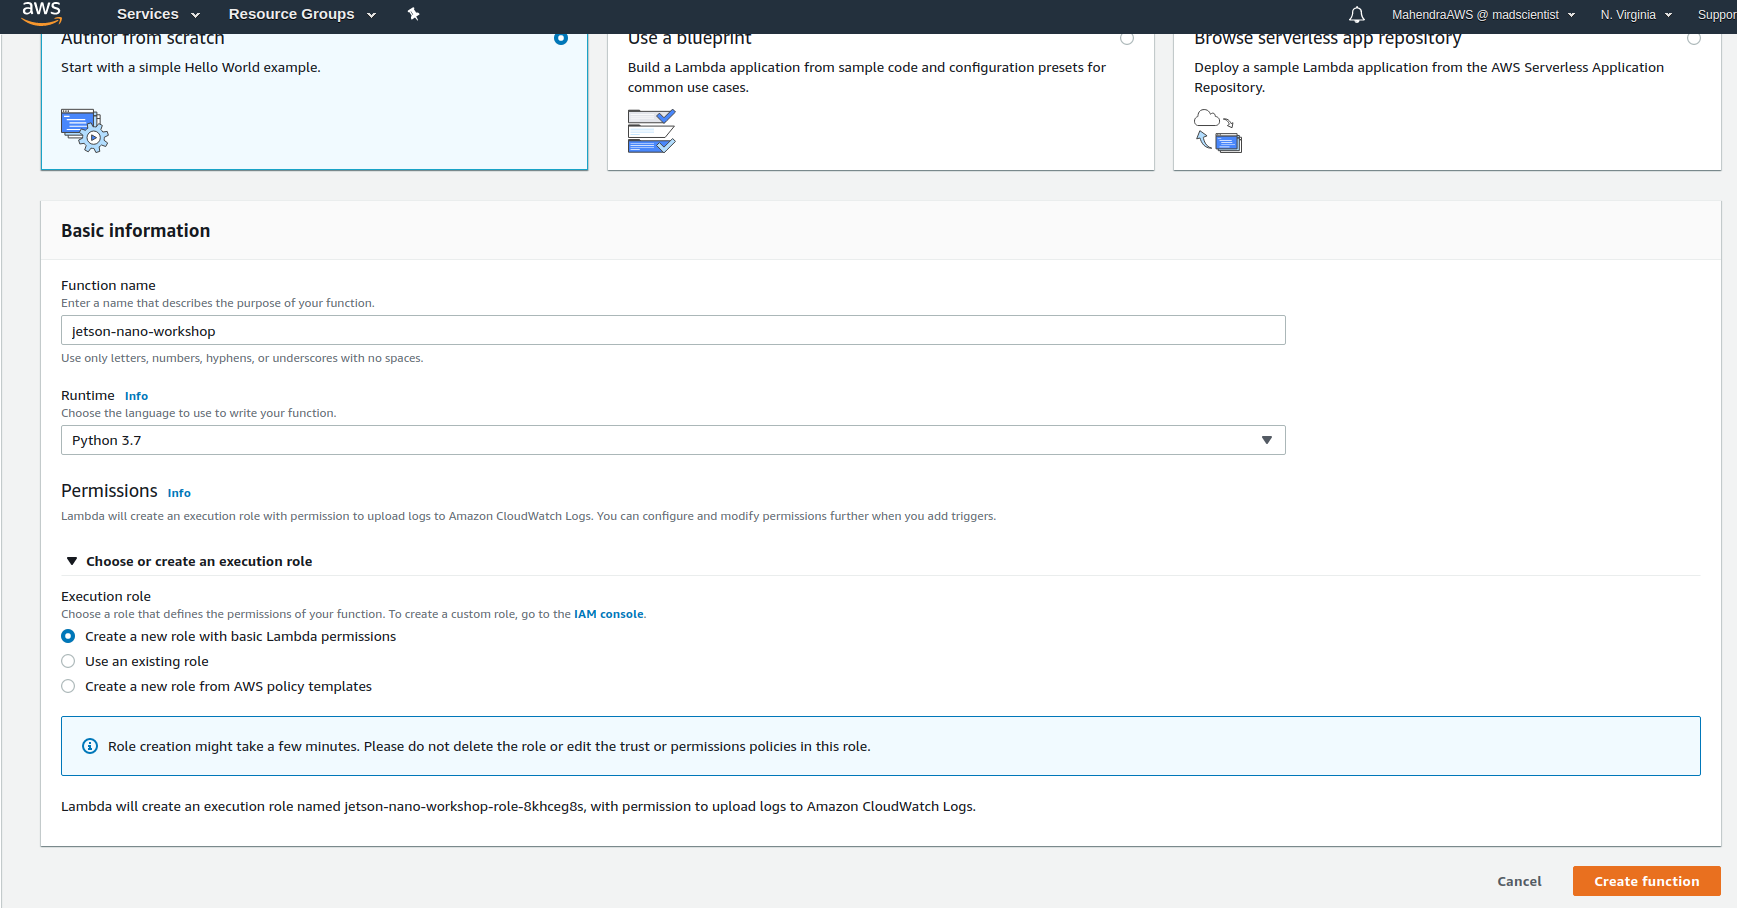 aws
Services
Resource Groups
MahendraAWS @ madscientist
N. Virginia
Suppor
Author from scratch
Start with a simple Hello World example.
Use a blueprint
Build a Lambda application from sample code and configuration presets for
common use cases.
Browse serverless app repository
Deploy a sample Lambda application from the AWS Serverless Application
Repository.
Basic information
Function name
Enter a name that describes the purpose of your function.
jetson-nano-workshop
Use only letters, numbers, hyphens, or underscores with no spaces.
Runtime Info
Choose the language to use to write your function.
Python 3.7
Permissions Info
Lambda will create an execution role with permission to upload logs to Amazon CloudWatch Logs. You can configure and modify permissions further when you add triggers.
Choose or create an execution role
Execution role
Choose a role that defines the permissions of your function. To create a custom role, go to the IAM console.
Create a new role with basic Lambda permissions
Use an existing role
Create a new role from AWS policy templates
Role creation might take a few minutes. Please do not delete the role or edit the trust or permissions policies in this role.
Lambda will create an execution role named jetson-nano-workshop-role-8khceg8s, with permission to upload logs to Amazon CloudWatch Logs.
Cancel
Create function